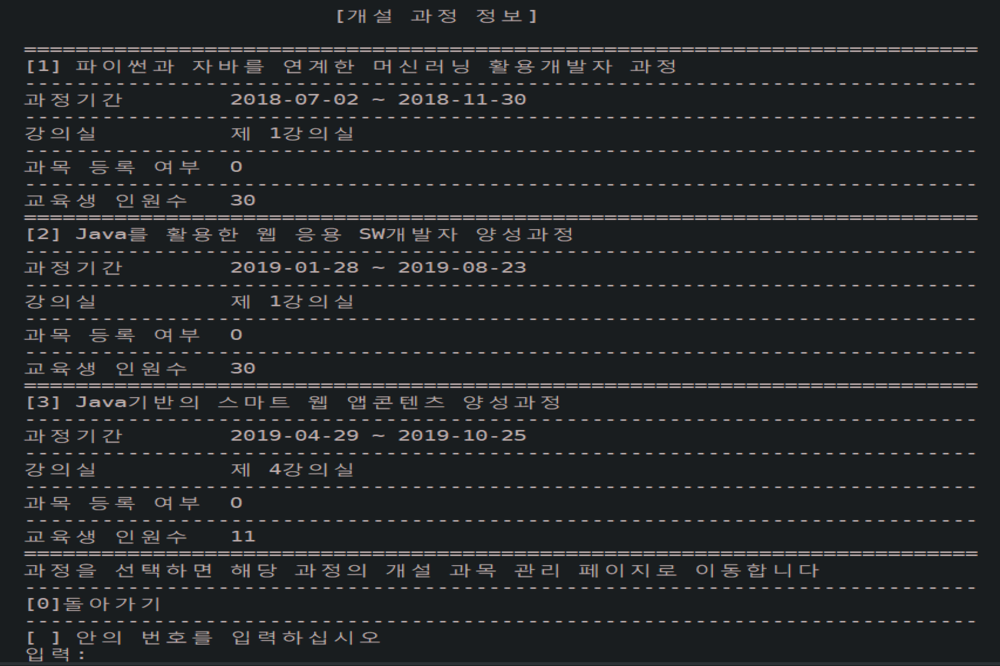 [개설 과정 정보]
================================================================================
[1] 파이썬과 자바를 연계한 머신러닝 활용개발자 과정
--------------------------------------------------------------------------------
과정기간 2018-07-02 ~ 2018-11-30
--------------------------------------------------------------------------------
강의실 제 1강의실
--------------------------------------------------------------------------------
과목 등록 여부 O
--------------------------------------------------------------------------------
교육생 인원수 30
================================================================================
[2] Java를 활용한 웹 응용 SW개발자 양성과정
--------------------------------------------------------------------------------
과정기간 2019-01-28 ~ 2019-08-23
--------------------------------------------------------------------------------
강의실 제 1강의실
--------------------------------------------------------------------------------
과목 등록 여부 O
--------------------------------------------------------------------------------
교육생 인원수 30
================================================================================
[3] Java기반의 스마트 웹 앱콘텐츠 양성과정
--------------------------------------------------------------------------------
과정기간 2019-04-29 ~ 2019-10-25
--------------------------------------------------------------------------------
강의실 제 4강의실
--------------------------------------------------------------------------------
과목 등록 여부 O
--------------------------------------------------------------------------------
교육생 인원수 11
================================================================================
과정을 선택하면 해당 과정의 개설 과목 관리 페이지로 이동합니다
--------------------------------------------------------------------------------
[0]돌아가기
--------------------------------------------------------------------------------
[ ] 안의 번호를 입력하십시오
입력: